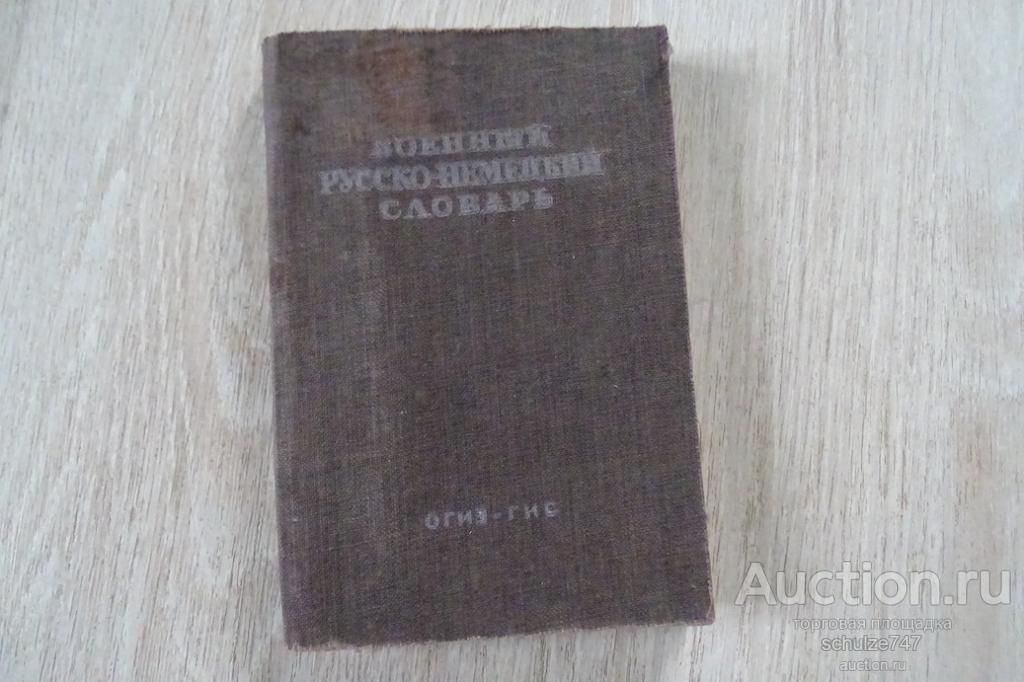 ВОЕННЫЙ
РУССКО-НЕМЕЦКИЙ
СЛОВАРЬ
ОГИЗ-ГИС
Auction.ru
торговая площадка
schulze747
auction.ru